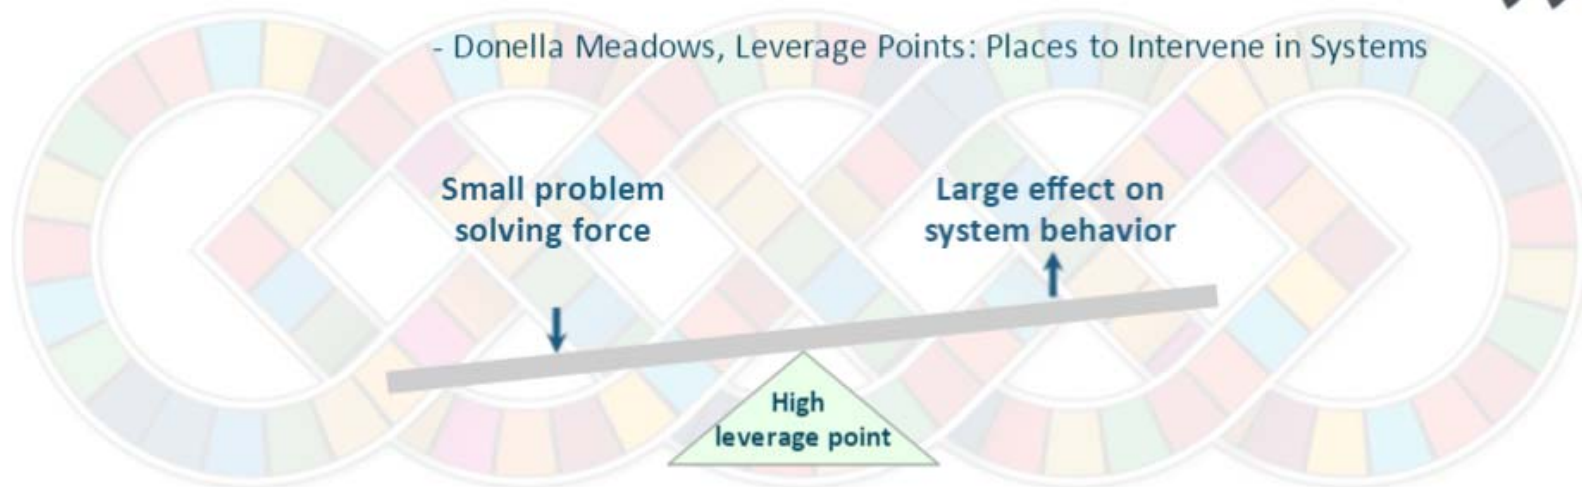 - Donella Meadows, Leverage Points: Places to Intervene in Systems
Small problem
solving force
Large effect on
system behavior
High
leverage point